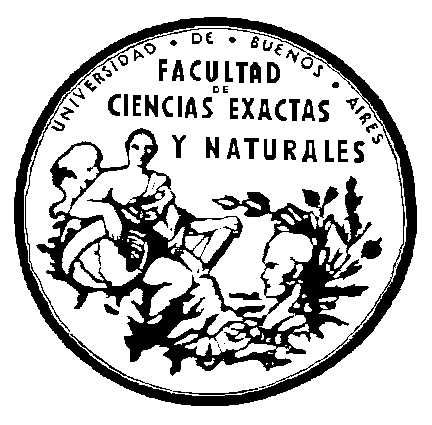 UNIVERSIDAD • DE • BUENOS • AIRES
FACULTAD
DE
CIENCIAS EXACTAS
Y NATURALES